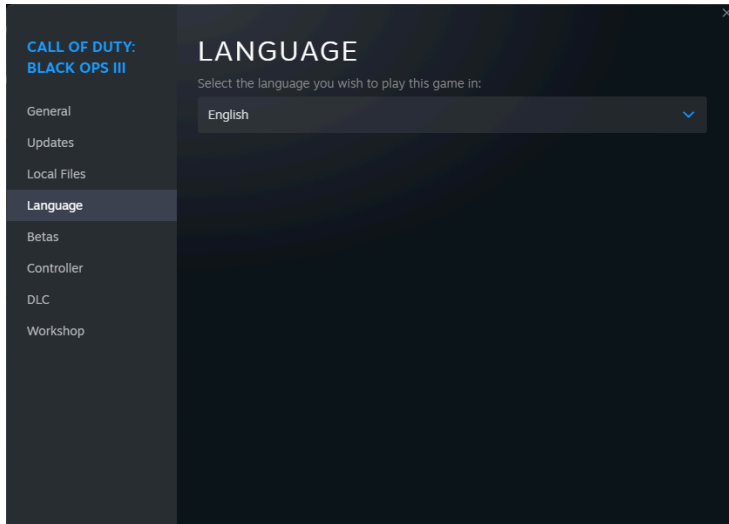 CALL OF DUTY:
BLACK OPS III
General
Updates
Local Files
Language
Betas
Controller
DLC
Workshop
LANGUAGE
Select the language you wish to play this game in:
English